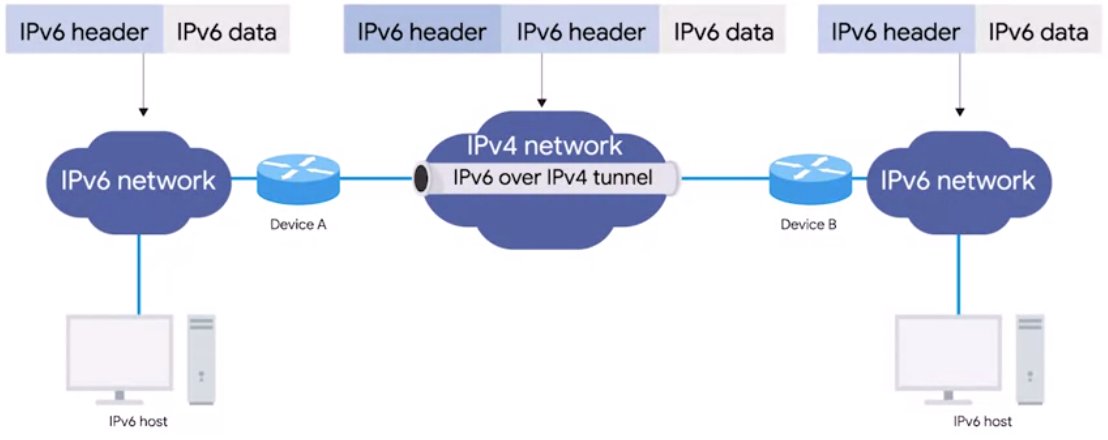 IPv6 header IPv6 data
IPv6 header IPv6 header IPv6 data
IPv6 header IPv6 data
IPv6 network
Device A
IPv4 network
IPv6 over IPv4 tunnel
Device B
IPv6 network
IPv6 host
IPv6 host